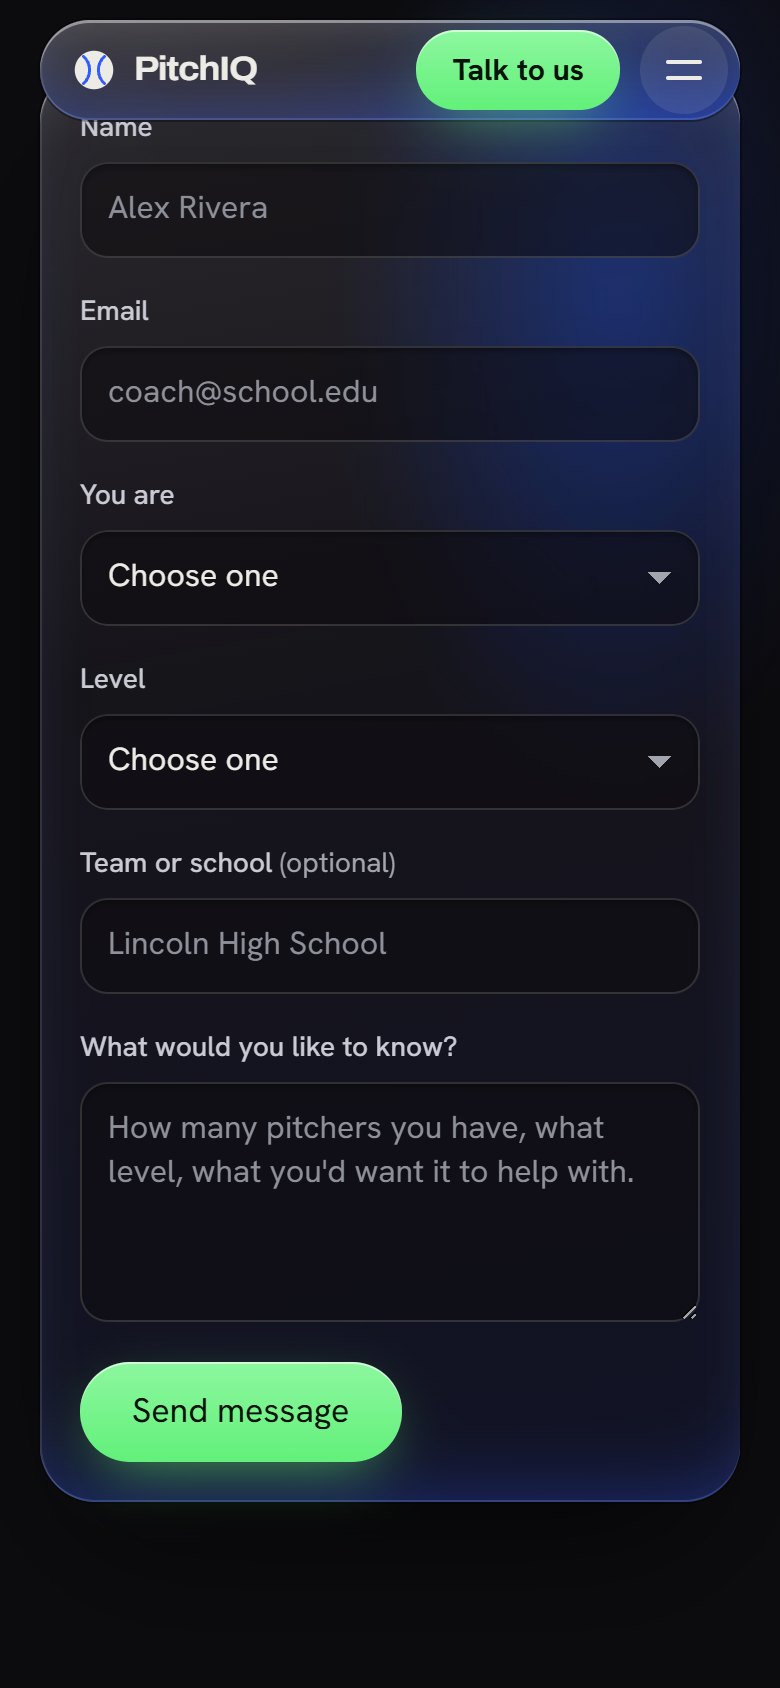 PitchIQ
Talk to us
Name
Alex Rivera
Email
coach@school.edu
You are
Choose one
Level
Choose one
Team or school (optional)
Lincoln High School
What would you like to know?
How many pitchers you have, what
level, what you'd want it to help with.
Send message